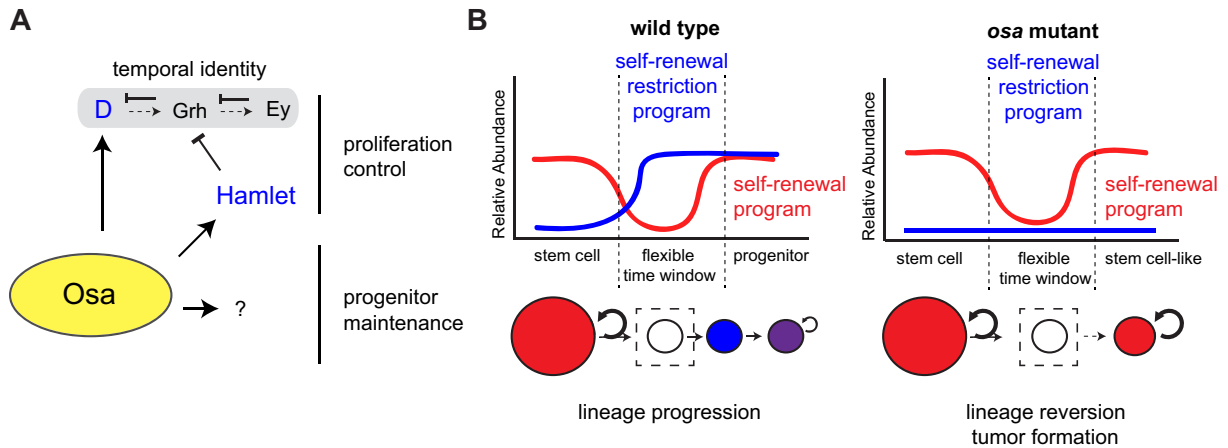 A
temporal identity
D
Grh
Ey
Hamlet
Osa
?
proliferation
control
progenitor
maintenance
B
wild type
self-renewal
restriction
program
Relative Abundance
self-renewal
program
stem cell
flexible
time window
progenitor
lineage progression
osa mutant
self-renewal
restriction
program
Relative Abundance
self-renewal
program
stem cell
flexible
time window
stem cell-like
lineage reversion
tumor formation